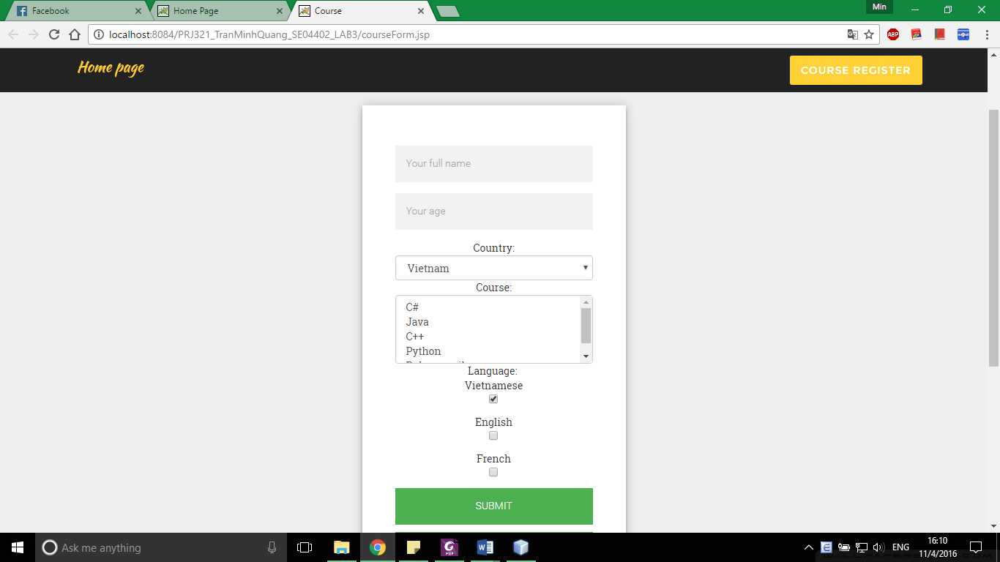 Facebook
Home Page
Course
Min
localhost:8084/PRJ321_TranMinhQuang_SE04402_LAB3/courseForm.jsp
ABP
Home page
COURSE REGISTER
Your full name
Your age
Country:
Vietnam
Course:
C#
Java
C++
Python
Language:
Vietnamese
English
French
SUBMIT
Ask me anything
PDF
ENG
16:10
11/4/2016